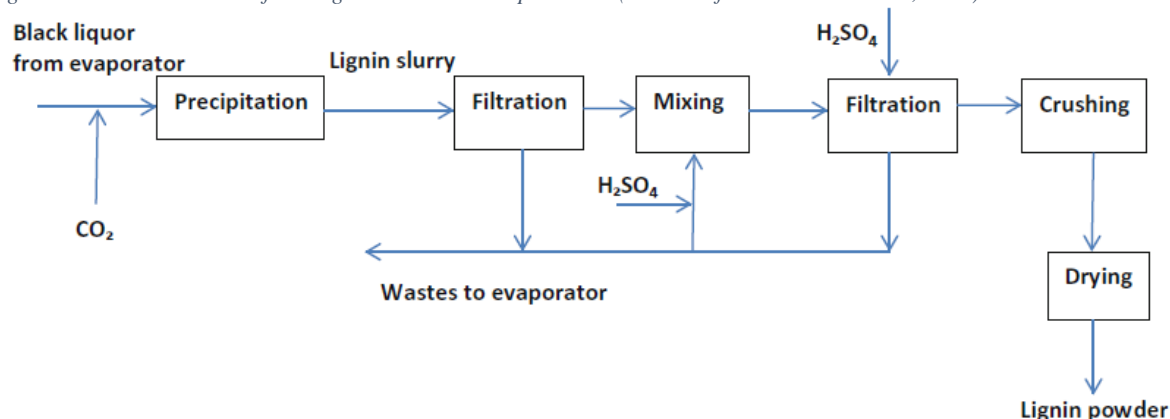 Black liquor
from evaporator
Lignin slurry
H₂SO₄
Precipitation
Filtration
Mixing
Filtration
Crushing
H₂SO₄
CO₂
Wastes to evaporator
Drying
Lignin powder